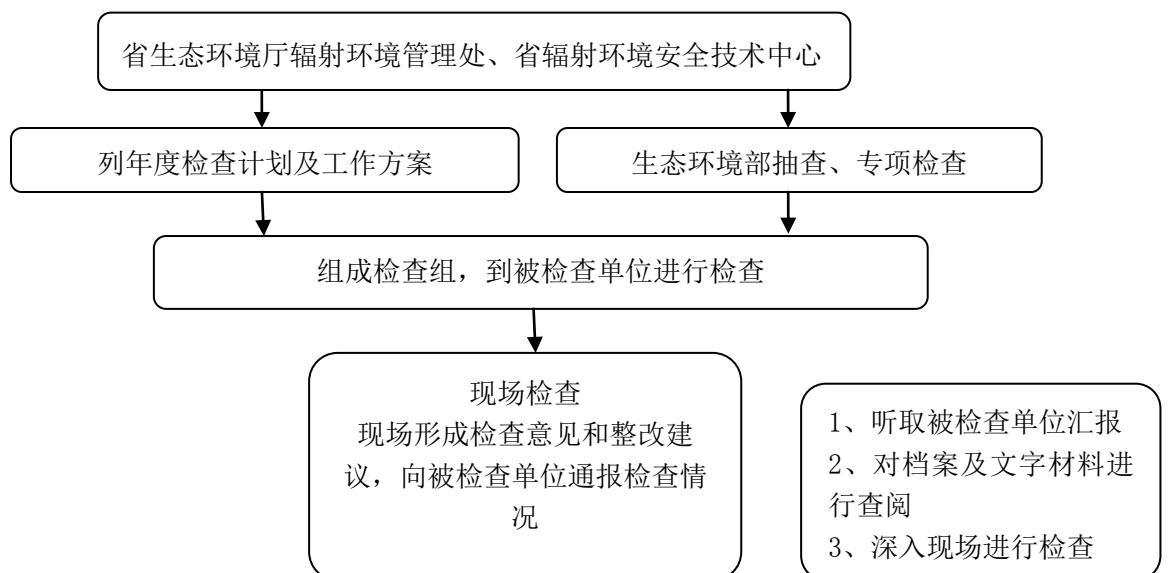 省生态环境厅辐射环境管理处、省辐射环境安全技术中心
列年度检查计划及工作方案
生态环境部抽查、专项检查
组成检查组，到被检查单位进行检查
现场检查
现场形成检查意见和整改建
议，向被检查单位通报检查情
况
1、听取被检查单位汇报
2、对档案及文字材料进
行查阅
3、深入现场进行检查